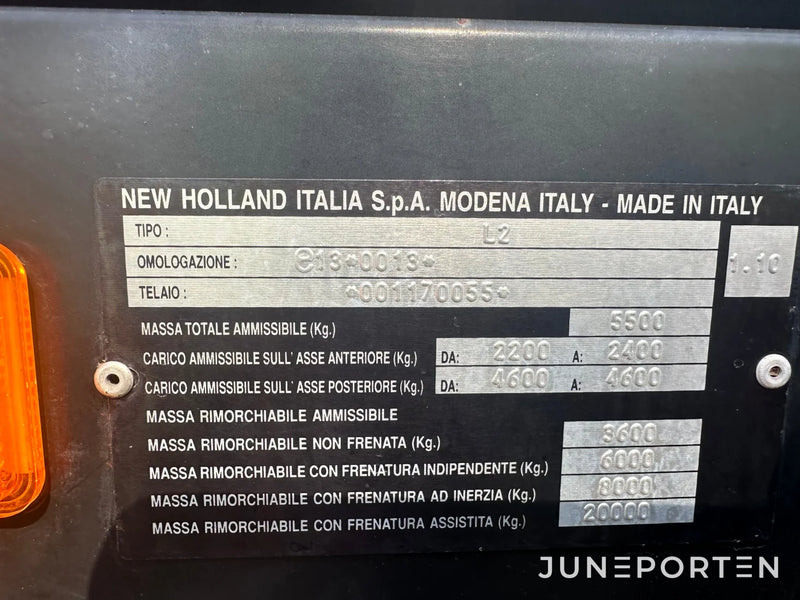 NEW HOLLAND ITALIA S.p.A. MODENA ITALY - MADE IN ITALY
TIPO : L2
OMOLOGAZIONE : e13*0013* 1.10
TELAIO : *001170055*
MASSA TOTALE AMMISSIBILE (Kg.) 5500
CARICO AMMISSIBILE SULL' ASSE ANTERIORE (Kg.) DA: 2200 A: 2400
CARICO AMMISSIBILE SULL' ASSE POSTERIORE (Kg.) DA: 4600 A: 4600
MASSA RIMORCHIABILE AMMISSIBILE
MASSA RIMORCHIABILE NON FRENATA (Kg.) 3600
MASSA RIMORCHIABILE CON FRENATURA INDIPENDENTE (Kg.) 6000
MASSA RIMORCHIABILE CON FRENATURA AD INERZIA (Kg.) 8000
MASSA RIMORCHIABILE CON FRENATURA ASSISTITA (Kg.) 20000
JUNEPORTEN